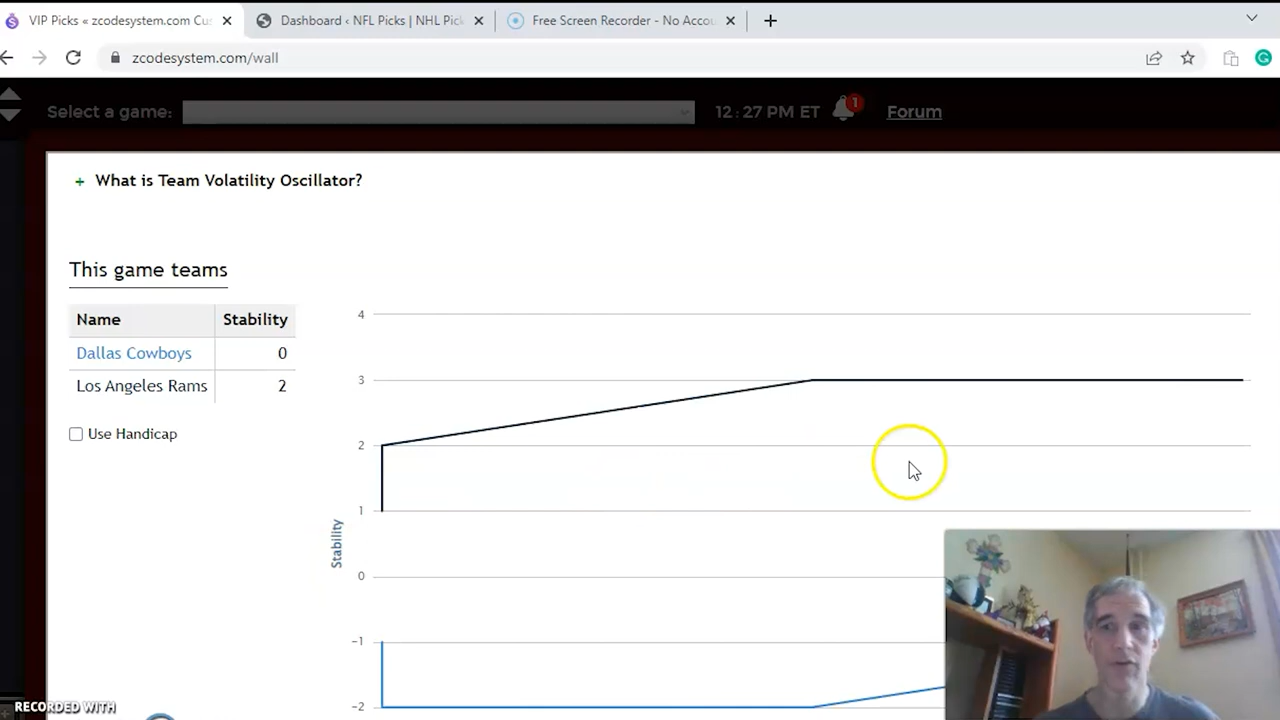 VIP Picks « zcodesystem.com Cus
Dashboard ‹ NFL Picks | NHL Pick
Free Screen Recorder - No Accou
zcodesystem.com/wall
Select a game:
12:27 PM ET
1
Forum
+ What is Team Volatility Oscillator?
This game teams
Name Stability
Dallas Cowboys 0
Los Angeles Rams 2
Use Handicap
4
3
2
1
0
-1
-2
Stability
RECORDED WITH